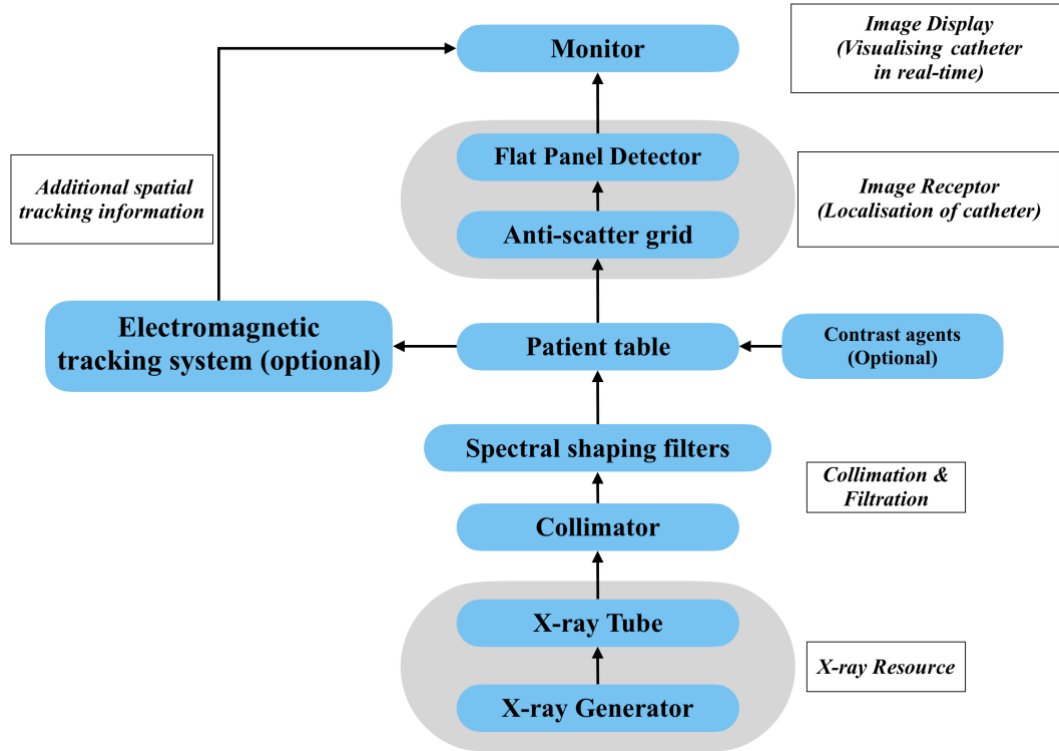 Monitor
Image Display
(Visualising catheter
in real-time)
Flat Panel Detector
Anti-scatter grid
Image Receptor
(Localisation of catheter)
Additional spatial
tracking information
Electromagnetic
tracking system (optional)
Patient table
Contrast agents
(Optional)
Spectral shaping filters
Collimator
Collimation &
Filtration
X-ray Tube
X-ray Generator
X-ray Resource